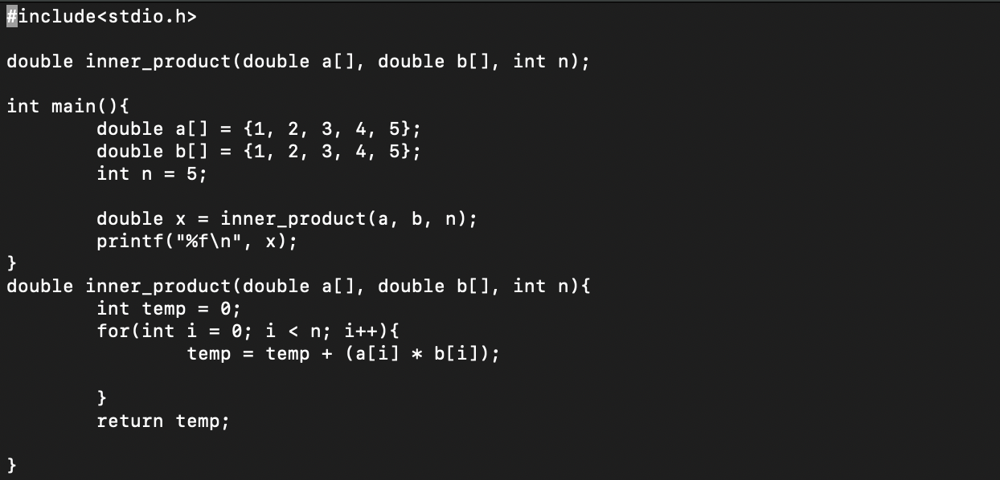 #include<stdio.h>

double inner_product(double a[], double b[], int n);

int main(){
        double a[] = {1, 2, 3, 4, 5};
        double b[] = {1, 2, 3, 4, 5};
        int n = 5;

        double x = inner_product(a, b, n);
        printf("%f\n", x);
}
double inner_product(double a[], double b[], int n){
        int temp = 0;
        for(int i = 0; i < n; i++){
                temp = temp + (a[i] * b[i]);

        }
        return temp;

}